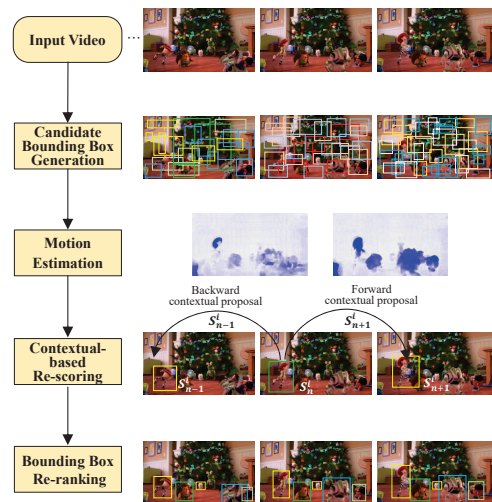 Input Video
...
Candidate
Bounding Box
Generation
Motion
Estimation
Backward
contextual proposal
S^i_{n-1}
Forward
contextual proposal
S^i_{n+1}
Contextual-
based
Re-scoring
S^i_{n-1}
S^i_n
S^i_{n+1}
Bounding Box
Re-ranking